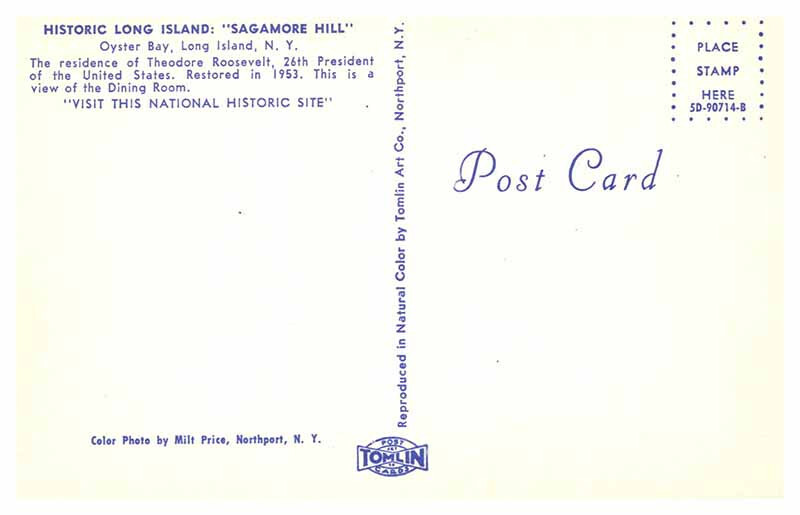 HISTORIC LONG ISLAND: "SAGAMORE HILL"
Oyster Bay, Long Island, N. Y.
The residence of Theodore Roosevelt, 26th President
of the United States. Restored in 1953. This is a
view of the Dining Room.
"VISIT THIS NATIONAL HISTORIC SITE"
Color Photo by Milt Price, Northport, N. Y.
Reproduced in Natural Color by Tomlin Art Co., Northport, N.Y.
POST
ART
TOMLIN
CARDS
PLACE
STAMP
HERE
5D-90714-B
Post Card